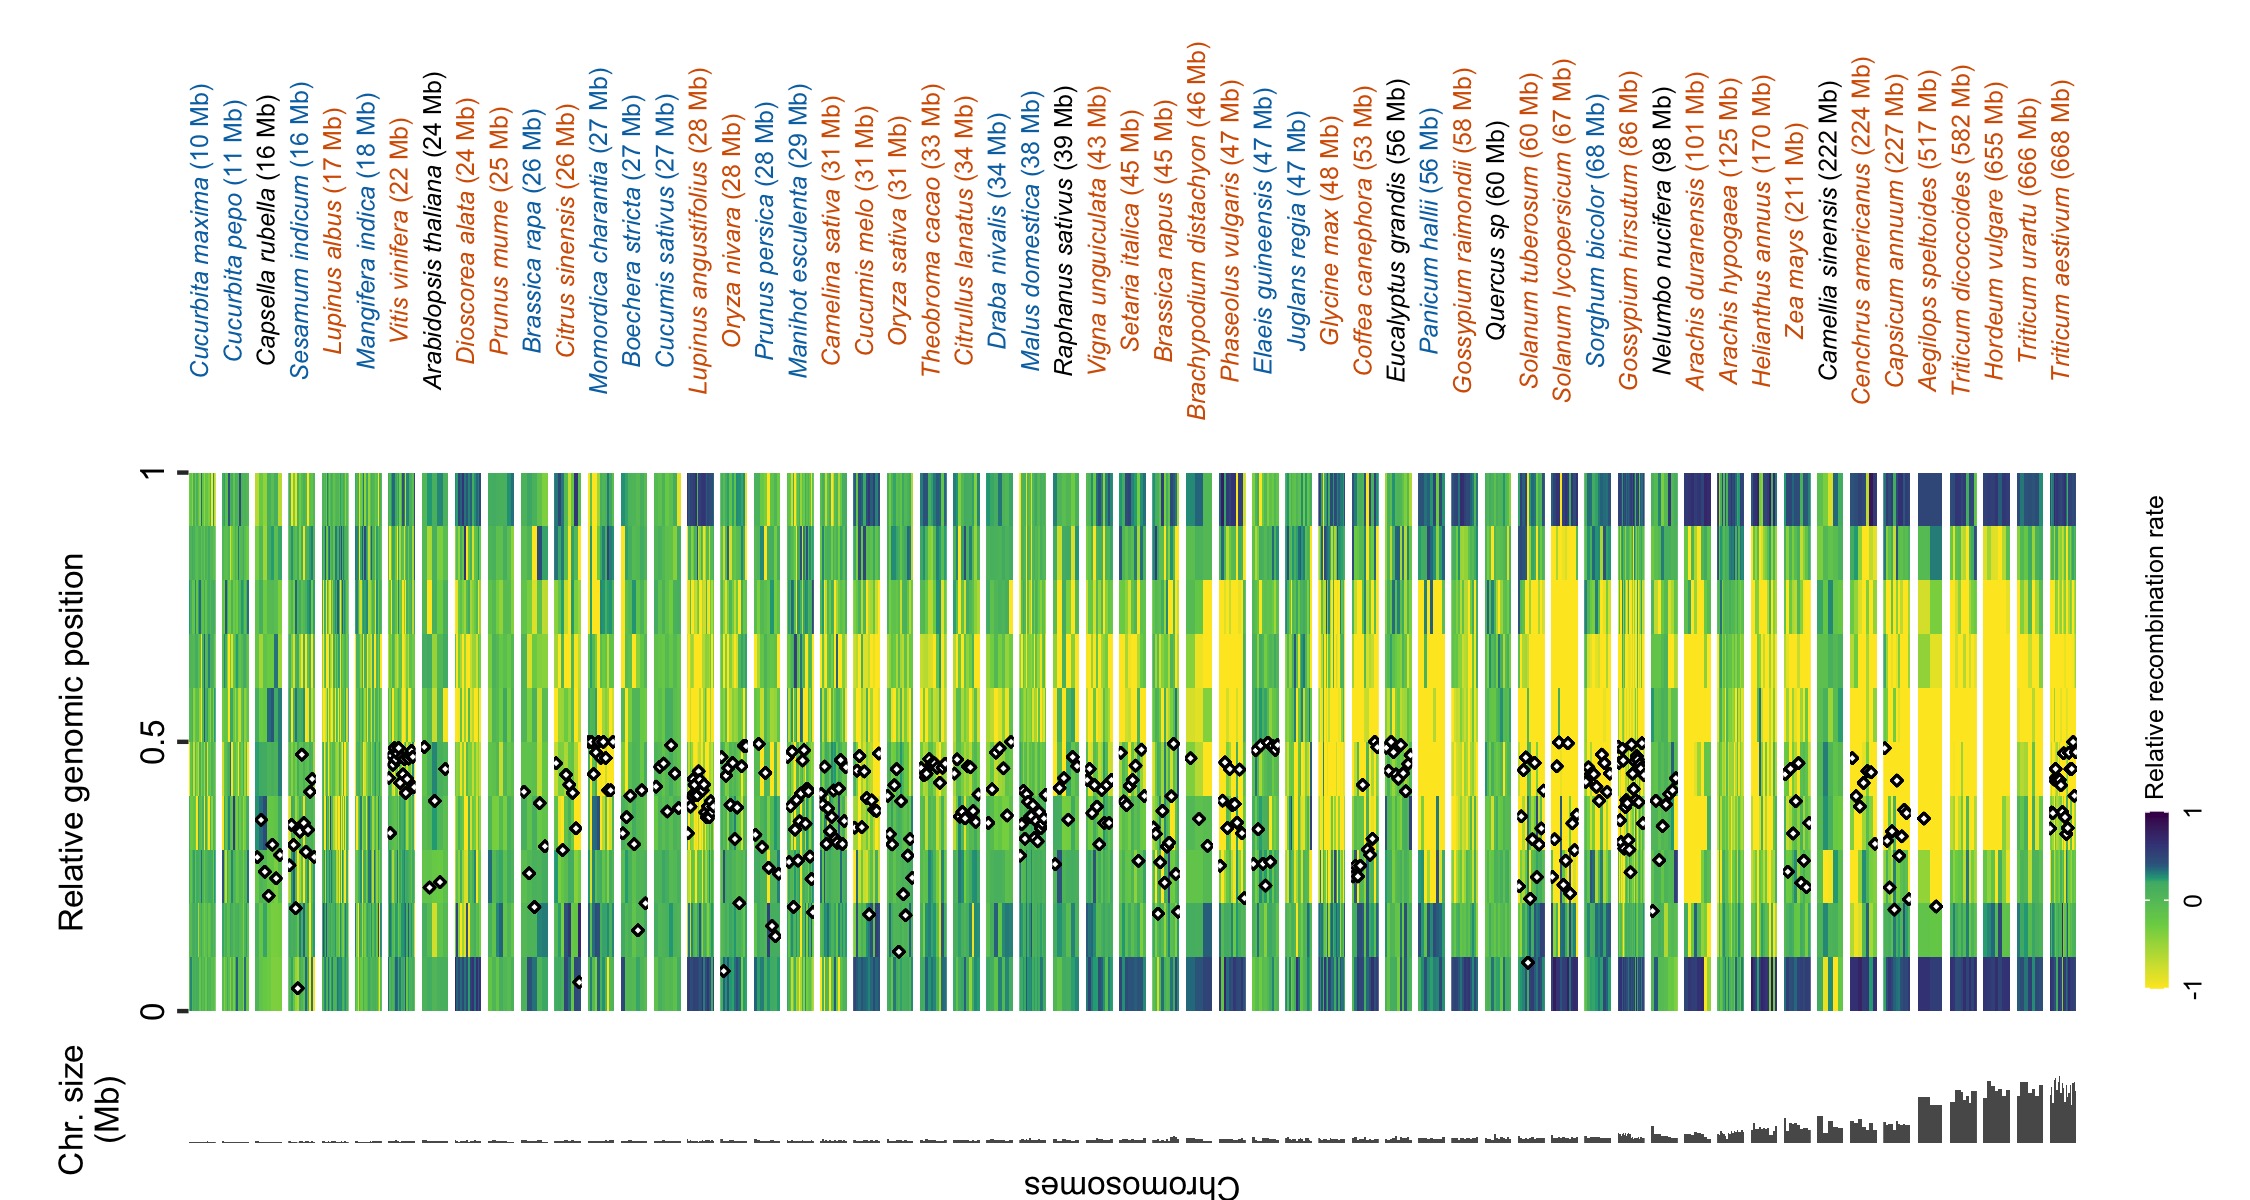 Cucurbita maxima (10 Mb)
Cucurbita pepo (11 Mb)
Capsella rubella (16 Mb)
Sesamum indicum (16 Mb)
Lupinus albus (17 Mb)
Mangifera indica (18 Mb)
Vitis vinifera (22 Mb)
Arabidopsis thaliana (24 Mb)
Dioscorea alata (24 Mb)
Prunus mume (25 Mb)
Brassica rapa (26 Mb)
Citrus sinensis (26 Mb)
Momordica charantia (27 Mb)
Boechera stricta (27 Mb)
Cucumis sativus (27 Mb)
Lupinus angustifolius (28 Mb)
Oryza nivara (28 Mb)
Prunus persica (28 Mb)
Manihot esculenta (29 Mb)
Camelina sativa (31 Mb)
Cucumis melo (31 Mb)
Oryza sativa (31 Mb)
Theobroma cacao (33 Mb)
Citrullus lanatus (34 Mb)
Draba nivalis (34 Mb)
Malus domestica (38 Mb)
Raphanus sativus (39 Mb)
Vigna unguiculata (43 Mb)
Setaria italica (45 Mb)
Brassica napus (45 Mb)
Brachypodium distachyon (46 Mb)
Phaseolus vulgaris (47 Mb)
Elaeis guineensis (47 Mb)
Juglans regia (47 Mb)
Glycine max (48 Mb)
Coffea canephora (53 Mb)
Eucalyptus grandis (56 Mb)
Panicum hallii (56 Mb)
Gossypium raimondii (58 Mb)
Quercus sp (60 Mb)
Solanum tuberosum (60 Mb)
Solanum lycopersicum (67 Mb)
Sorghum bicolor (68 Mb)
Gossypium hirsutum (86 Mb)
Nelumbo nucifera (98 Mb)
Arachis duranensis (101 Mb)
Arachis hypogaea (125 Mb)
Helianthus annuus (170 Mb)
Zea mays (211 Mb)
Camellia sinensis (222 Mb)
Cenchrus americanus (224 Mb)
Capsicum annuum (227 Mb)
Aegilops speltoides (517 Mb)
Triticum dicoccoides (582 Mb)
Hordeum vulgare (655 Mb)
Triticum urartu (666 Mb)
Triticum aestivum (668 Mb)
Relative genomic position
1
0.5
0
Chr. size
(Mb)
Chromosomes
Relative recombination rate
1
0
-1